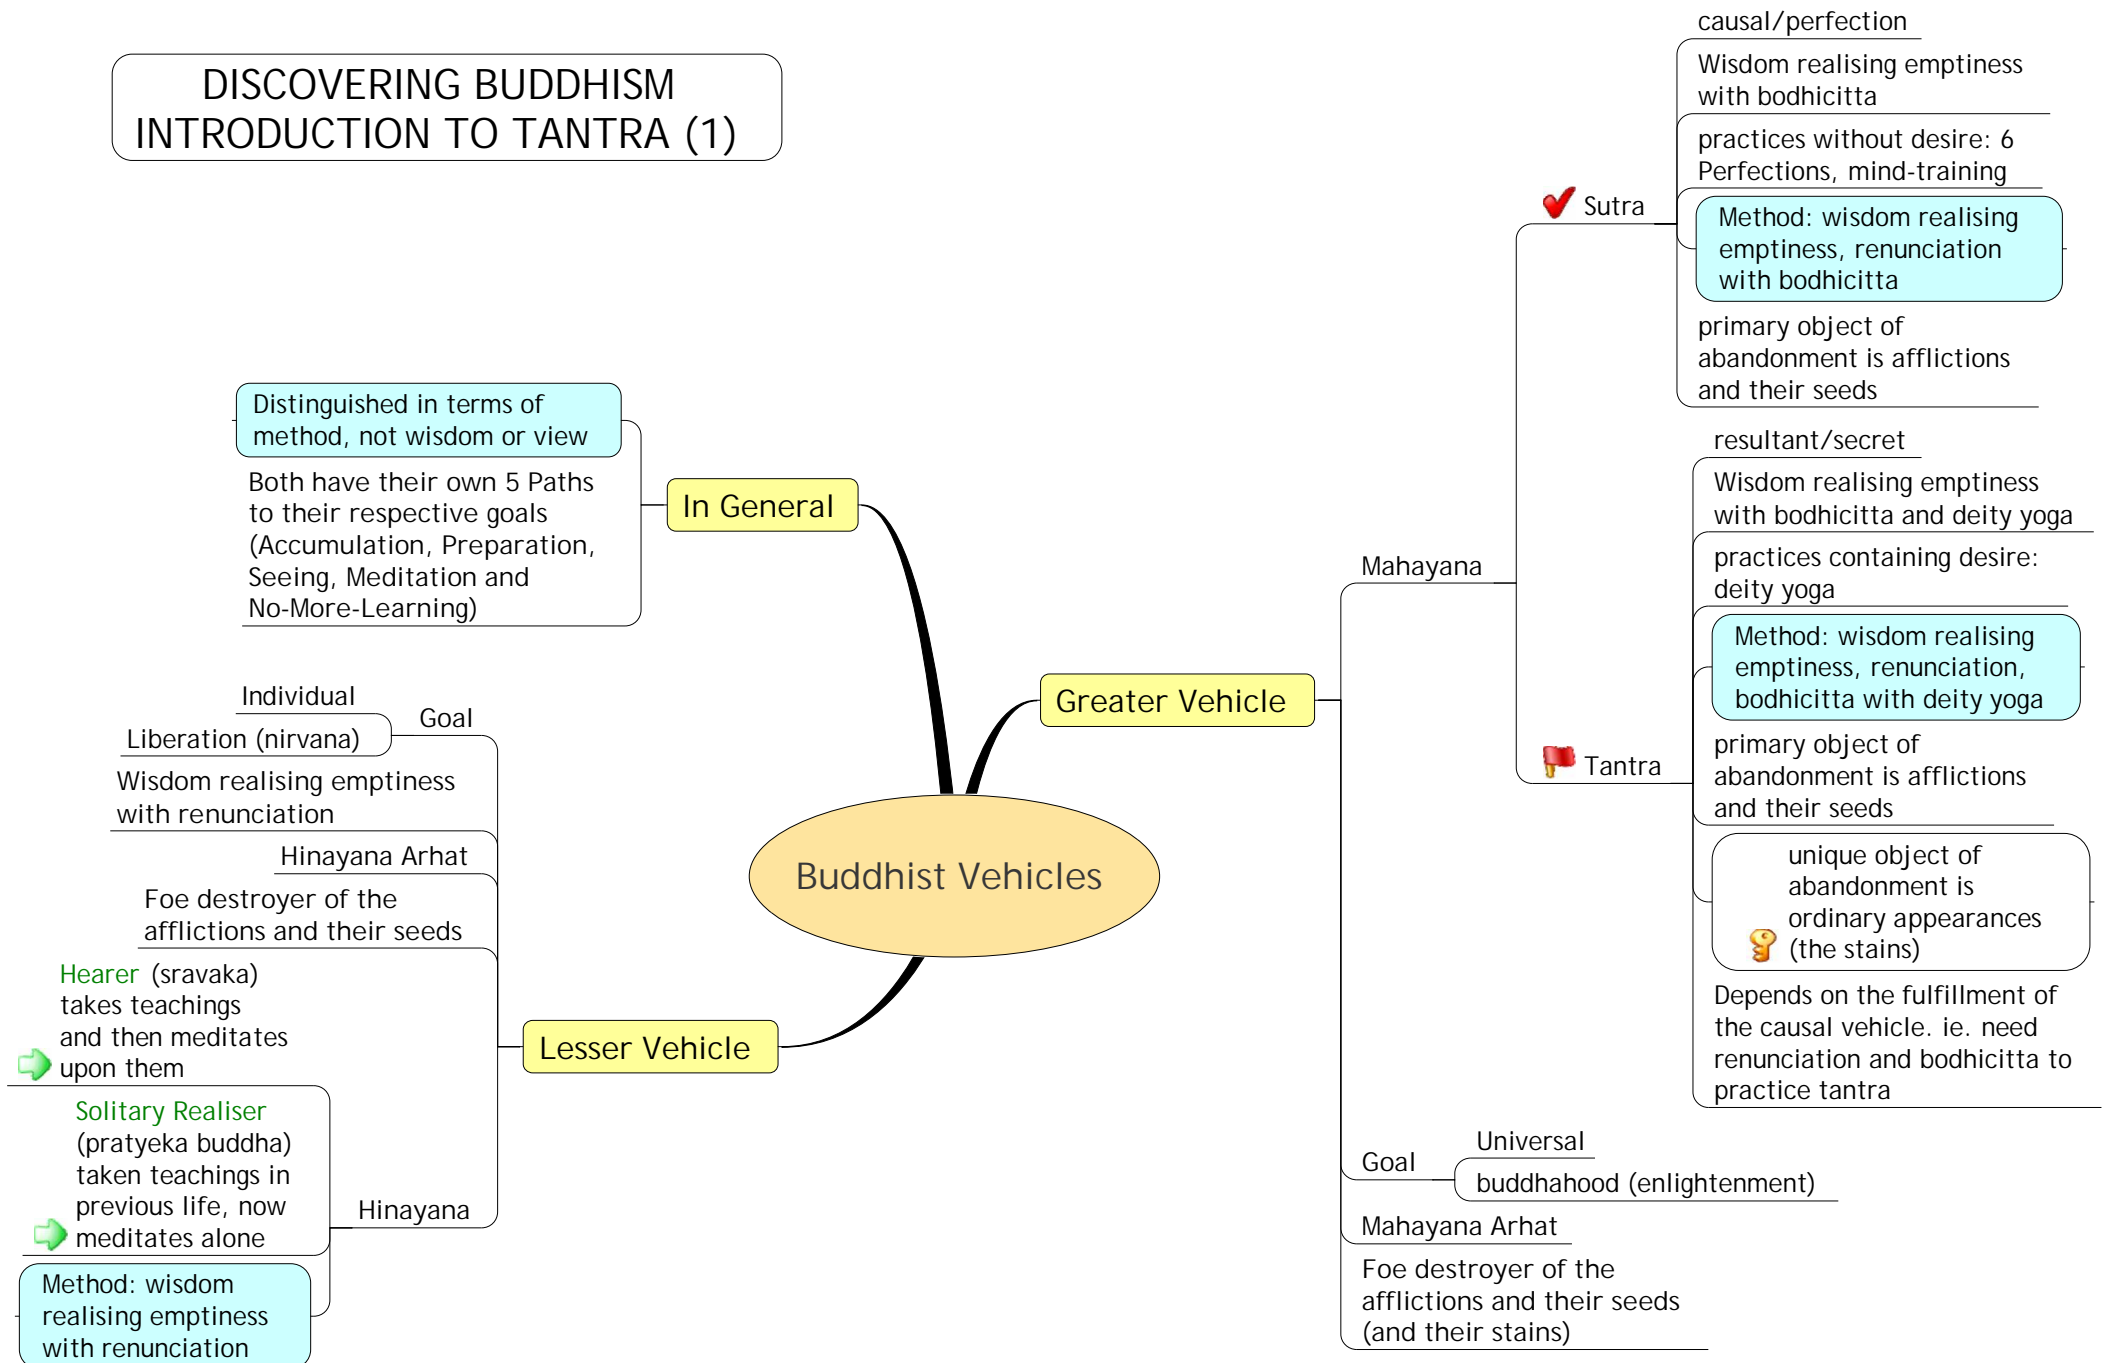 DISCOVERING BUDDHISM
INTRODUCTION TO TANTRA (1)
Buddhist Vehicles
In General
Distinguished in terms of
method, not wisdom or view
Both have their own 5 Paths
to their respective goals
(Accumulation, Preparation,
Seeing, Meditation and
No-More-Learning)
Greater Vehicle
Mahayana
Sutra
causal/perfection
Wisdom realising emptiness
with bodhicitta
practices without desire: 6
Perfections, mind-training
Method: wisdom realising
emptiness, renunciation
with bodhicitta
primary object of
abandonment is afflictions
and their seeds
Tantra
resultant/secret
Wisdom realising emptiness
with bodhicitta and deity yoga
practices containing desire:
deity yoga
Method: wisdom realising
emptiness, renunciation,
bodhicitta with deity yoga
primary object of
abandonment is afflictions
and their seeds
unique object of
abandonment is
ordinary appearances
(the stains)
Depends on the fulfillment of
the causal vehicle. ie. need
renunciation and bodhicitta to
practice tantra
Goal
Universal
buddhahood (enlightenment)
Mahayana Arhat
Foe destroyer of the
afflictions and their seeds
(and their stains)
Lesser Vehicle
Goal
Individual
Liberation (nirvana)
Wisdom realising emptiness
with renunciation
Hinayana Arhat
Foe destroyer of the
afflictions and their seeds
Hinayana
Hearer (sravaka)
takes teachings
and then meditates
upon them
Solitary Realiser
(pratyeka buddha)
taken teachings in
previous life, now
meditates alone
Method: wisdom
realising emptiness
with renunciation